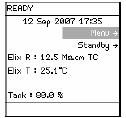 READY
12 Sep 2007 17:35
Menu →
Standby →
Elix R : 12.5 MΩ.cm TC
Elix T : 25.1°C
Tank : 80.0 %